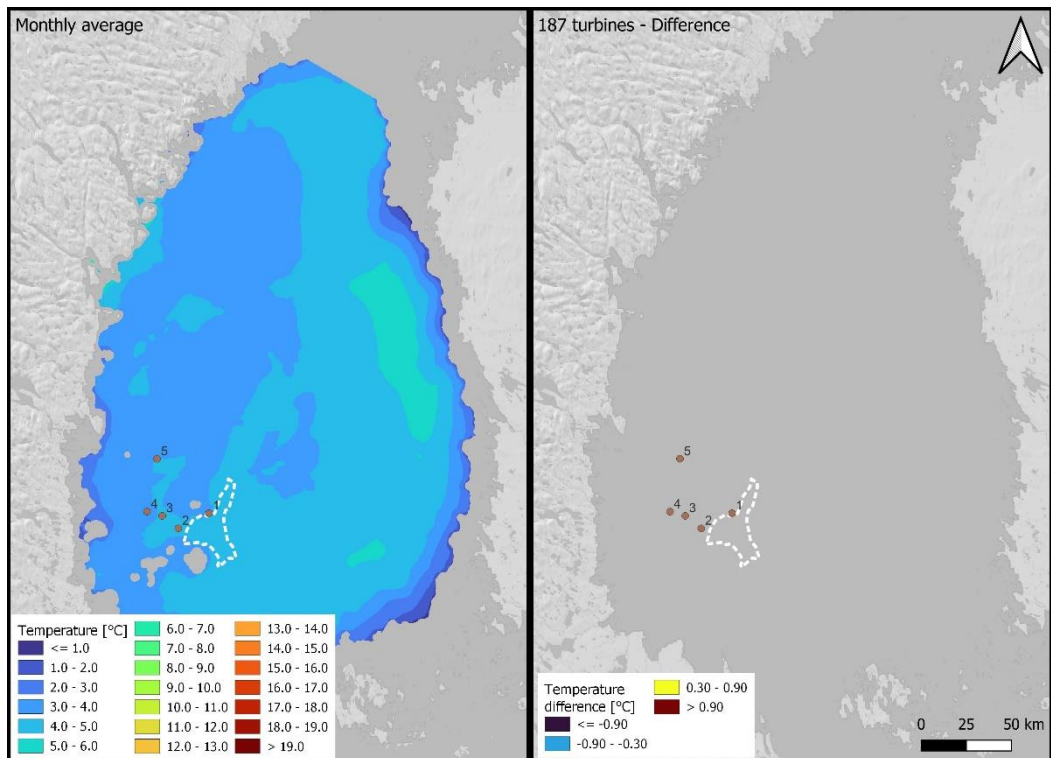 Monthly average
5
4
3
2
1
Temperature [°C]
<= 1.0
1.0 - 2.0
2.0 - 3.0
3.0 - 4.0
4.0 - 5.0
5.0 - 6.0
6.0 - 7.0
7.0 - 8.0
8.0 - 9.0
9.0 - 10.0
10.0 - 11.0
11.0 - 12.0
12.0 - 13.0
13.0 - 14.0
14.0 - 15.0
15.0 - 16.0
16.0 - 17.0
17.0 - 18.0
18.0 - 19.0
> 19.0
187 turbines - Difference
5
4
3
2
1
Temperature
difference [°C]
<= -0.90
-0.90 - -0.30
0.30 - 0.90
> 0.90
0 25 50 km